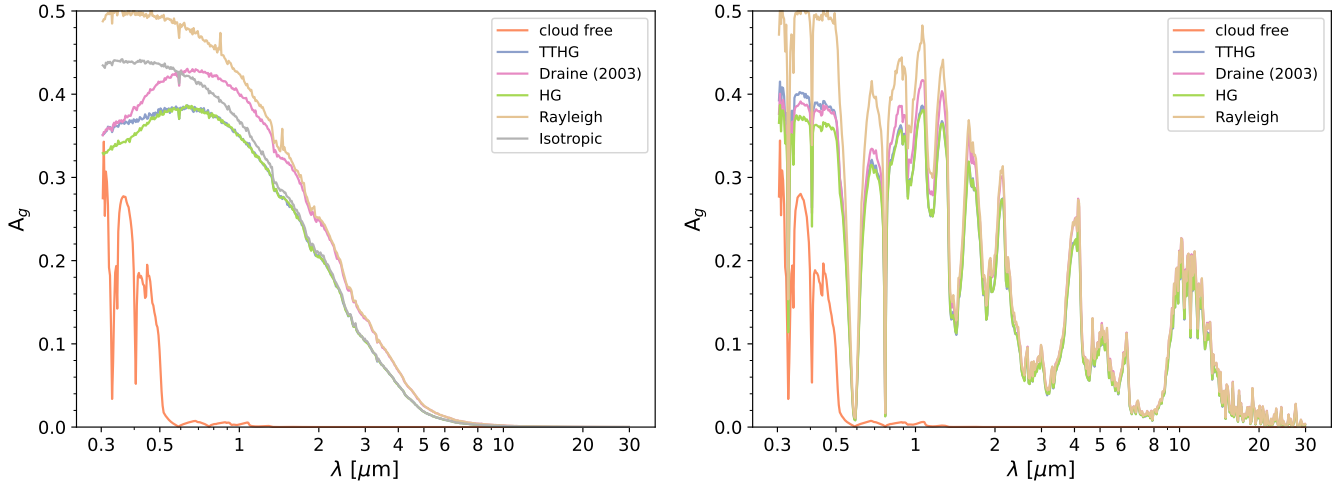 0.5
0.4
0.3
0.2
0.1
0.0
A_g
0.3 0.5 1 2 3 4 5 6 8 10 20 30
λ [μm]
cloud free
TTHG
Draine (2003)
HG
Rayleigh
Isotropic
0.5
0.4
0.3
0.2
0.1
0.0
A_g
0.3 0.5 1 2 3 4 5 6 8 10 20 30
λ [μm]
cloud free
TTHG
Draine (2003)
HG
Rayleigh